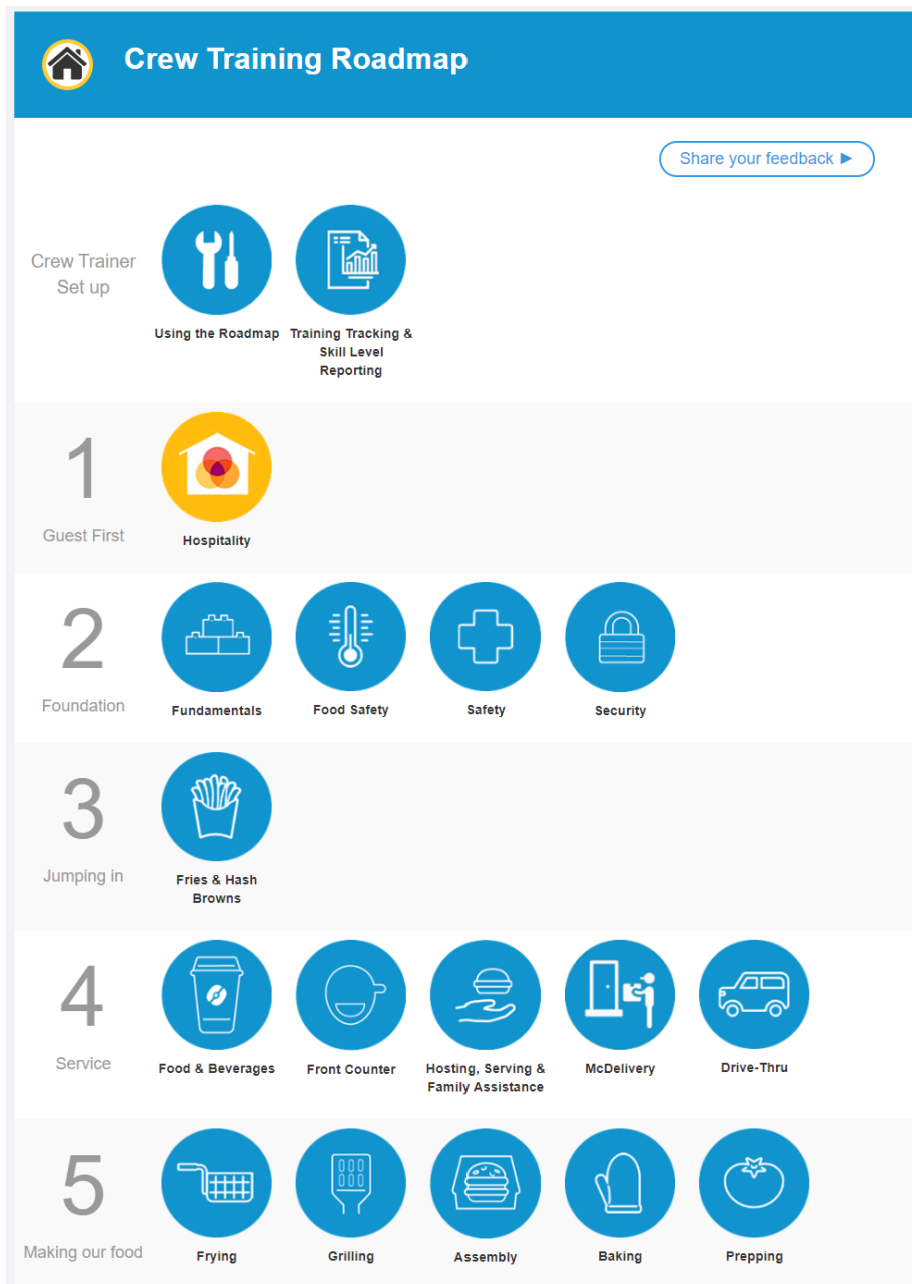 Crew Training Roadmap
Share your feedback ►
Crew Trainer
Set up
Using the Roadmap
Training Tracking &
Skill Level
Reporting
1
Guest First
Hospitality
2
Foundation
Fundamentals
Food Safety
Safety
Security
3
Jumping in
Fries & Hash
Browns
4
Service
Food & Beverages
Front Counter
Hosting, Serving &
Family Assistance
McDelivery
Drive-Thru
5
Making our food
Frying
Grilling
Assembly
Baking
Prepping